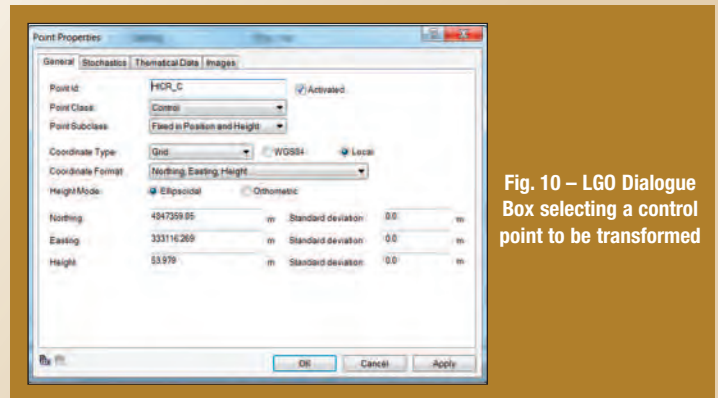 Point Properties
General Stochastics Thematical Data Images
Point Id: HICR_C Activated
Point Class: Control
Point Subclass: Fixed in Position and Height
Coordinate Type: Grid WGS84 Local
Coordinate Format: Northing, Easting, Height
Height Mode: Ellipsoidal Orthometric
Northing: m Standard deviation: 0.0 m
Easting: 333116.269 m Standard deviation: 0.0 m
Height: 53.979 m Standard deviation: 0.0 m
OK Cancel Apply
Fig. 10 – LGO Dialogue
Box selecting a control
point to be transformed